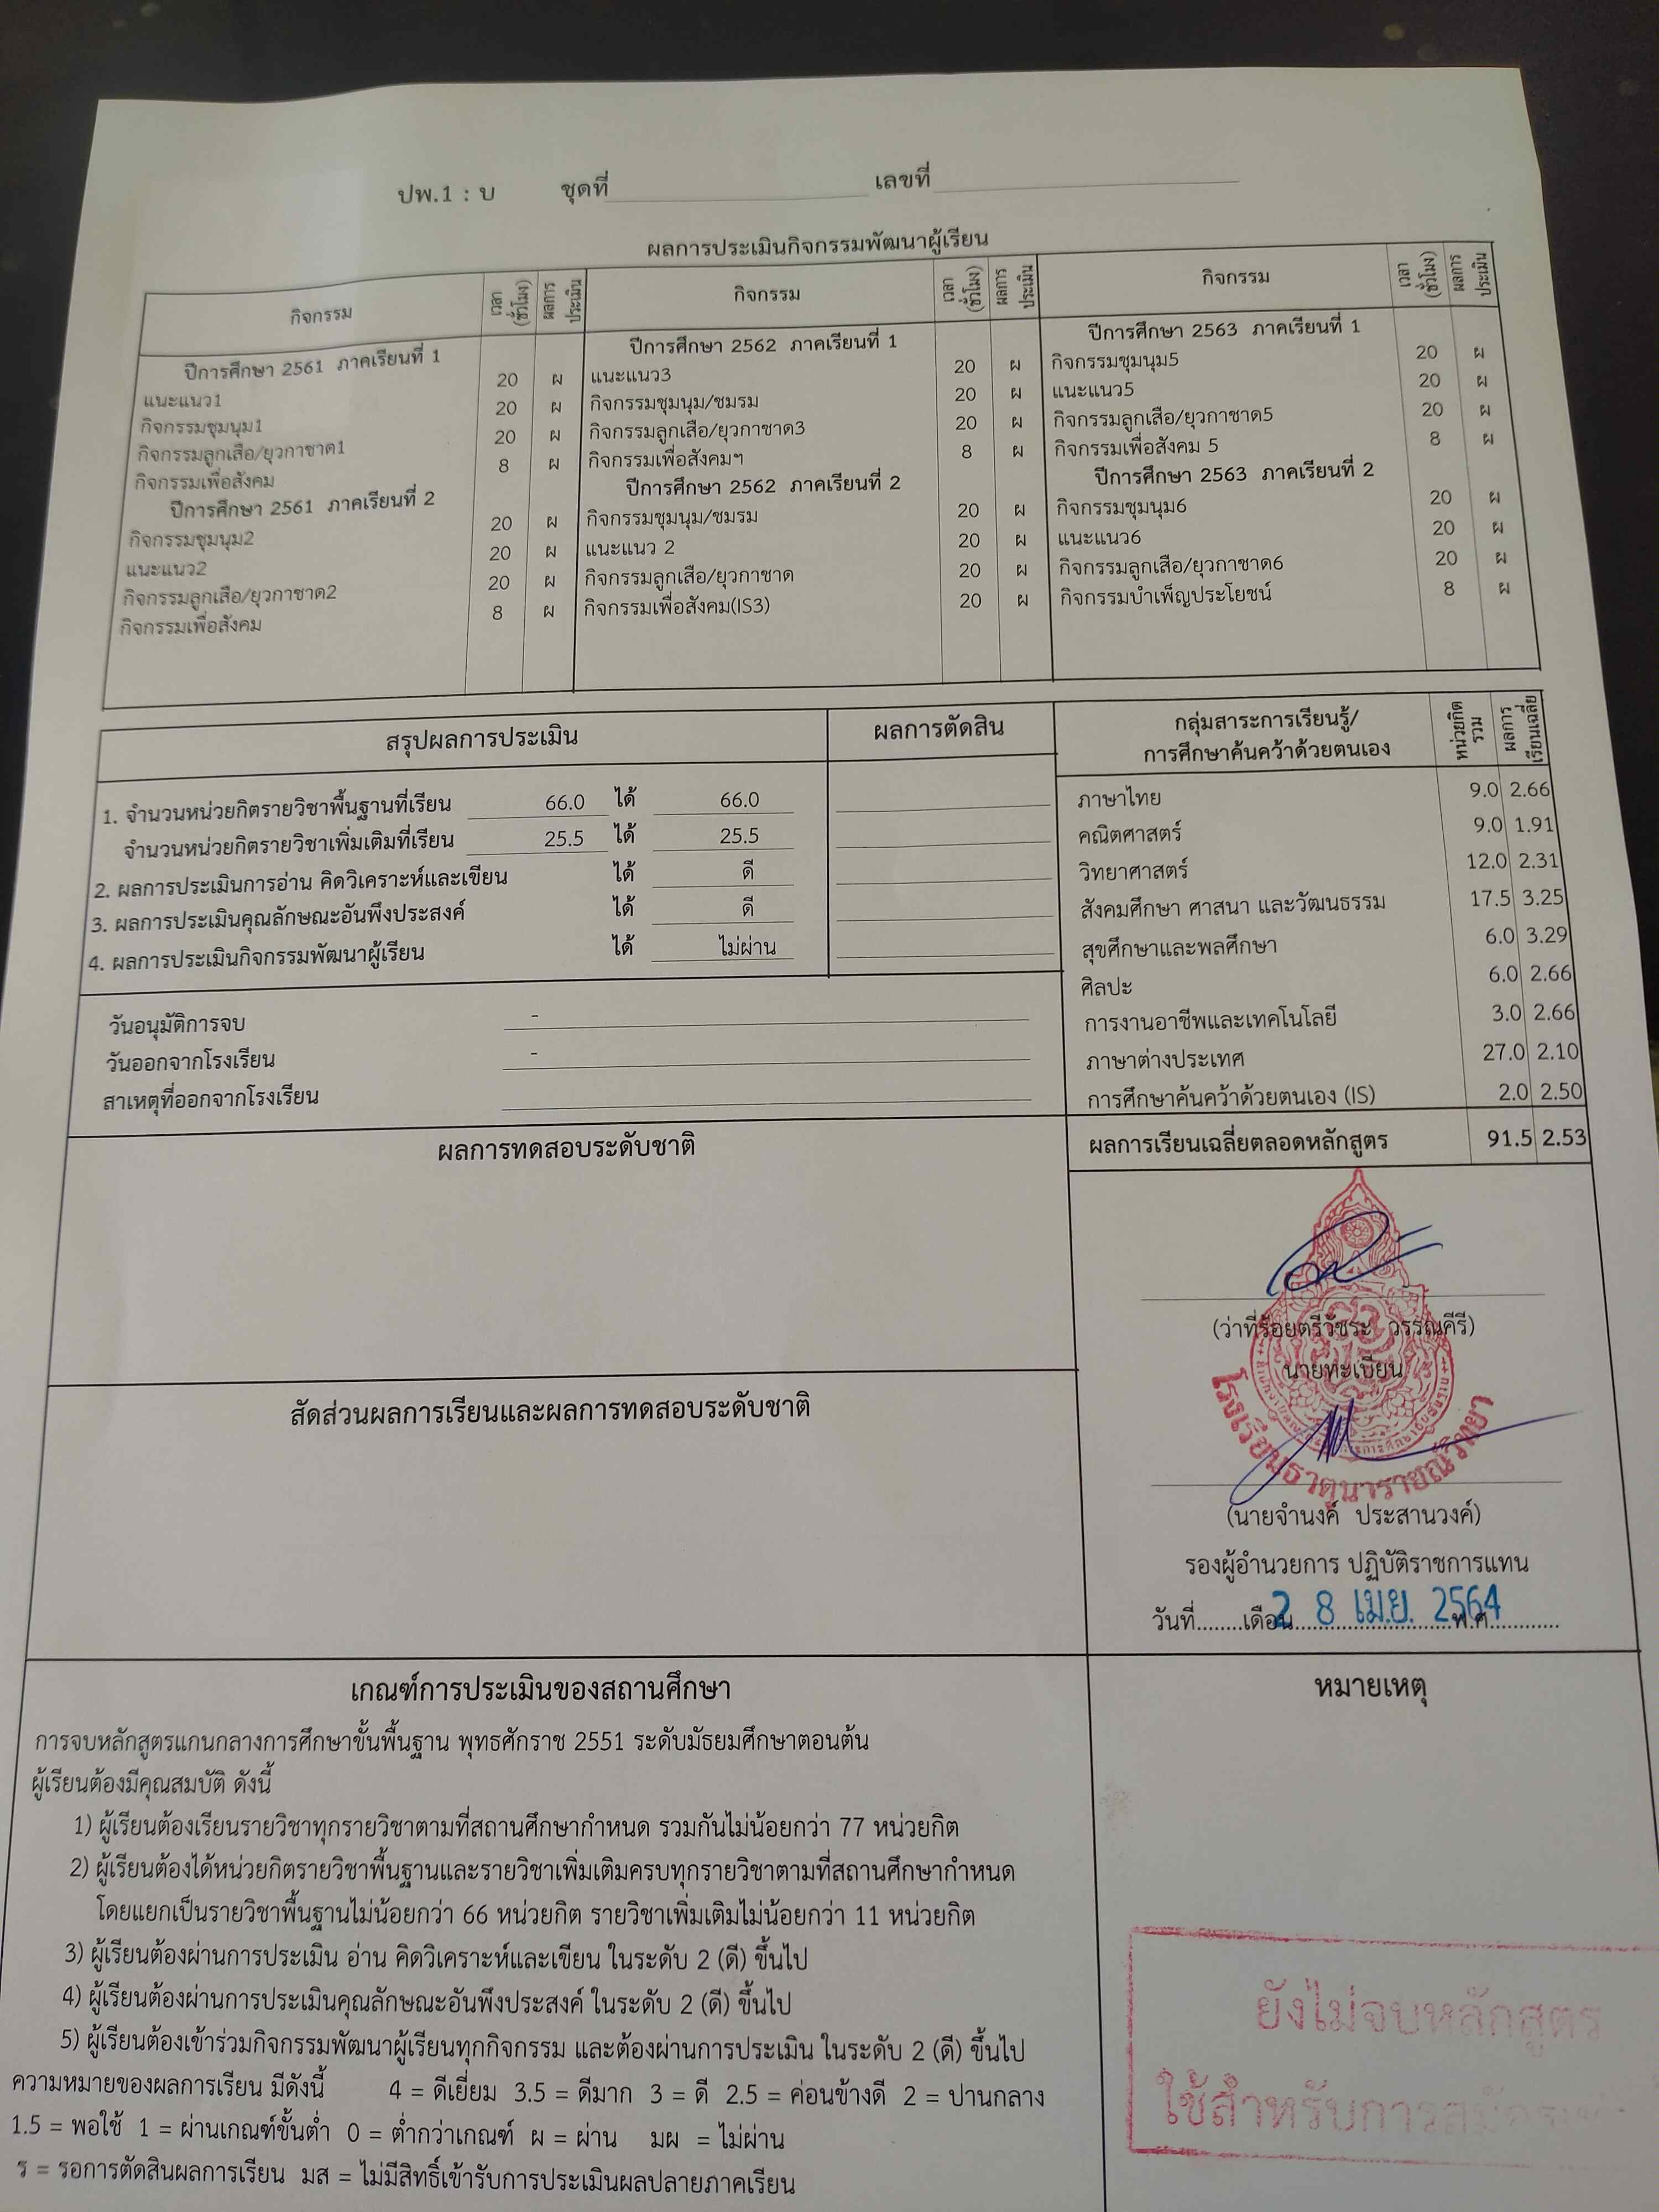 ปพ.1 : บ ชุดที่ เลขที่
ผลการประเมินกิจกรรมพัฒนาผู้เรียน
กิจกรรม เวลา (ชั่วโมง) ผลการประเมิน กิจกรรม เวลา (ชั่วโมง) ผลการประเมิน กิจกรรม เวลา (ชั่วโมง) ผลการประเมิน
ปีการศึกษา 2561 ภาคเรียนที่ 1
แนะแนว1 20 ผ
กิจกรรมชุมนุม1 20 ผ
กิจกรรมลูกเสือ/ยุวกาชาด1 20 ผ
กิจกรรมเพื่อสังคม 8 ผ
ปีการศึกษา 2561 ภาคเรียนที่ 2
กิจกรรมชุมนุม2 20 ผ
แนะแนว2 20 ผ
กิจกรรมลูกเสือ/ยุวกาชาด2 20 ผ
กิจกรรมเพื่อสังคม 8 ผ
ปีการศึกษา 2562 ภาคเรียนที่ 1
แนะแนว3 20 ผ
กิจกรรมชุมนุม/ชมรม 20 ผ
กิจกรรมลูกเสือ/ยุวกาชาด3 20 ผ
กิจกรรมเพื่อสังคมฯ 8 ผ
ปีการศึกษา 2562 ภาคเรียนที่ 2
กิจกรรมชุมนุม/ชมรม 20 ผ
แนะแนว 2 20 ผ
กิจกรรมลูกเสือ/ยุวกาชาด 20 ผ
กิจกรรมเพื่อสังคม(IS3) 20 ผ
ปีการศึกษา 2563 ภาคเรียนที่ 1
กิจกรรมชุมนุม5 20 ผ
แนะแนว5 20 ผ
กิจกรรมลูกเสือ/ยุวกาชาด5 20 ผ
กิจกรรมเพื่อสังคม 5 8 ผ
ปีการศึกษา 2563 ภาคเรียนที่ 2
กิจกรรมชุมนุม6 20 ผ
แนะแนว6 20 ผ
กิจกรรมลูกเสือ/ยุวกาชาด6 20 ผ
กิจกรรมบำเพ็ญประโยชน์ 8 ผ
สรุปผลการประเมิน ผลการตัดสิน
1. จำนวนหน่วยกิตรายวิชาพื้นฐานที่เรียน 66.0 ได้ 66.0
จำนวนหน่วยกิตรายวิชาเพิ่มเติมที่เรียน 25.5 ได้ 25.5
2. ผลการประเมินการอ่าน คิดวิเคราะห์และเขียน ได้ ดี
3. ผลการประเมินคุณลักษณะอันพึงประสงค์ ได้ ดี
4. ผลการประเมินกิจกรรมพัฒนาผู้เรียน ได้ ไม่ผ่าน
วันอนุมัติการจบ -
วันออกจากโรงเรียน -
สาเหตุที่ออกจากโรงเรียน
กลุ่มสาระการเรียนรู้/
การศึกษาค้นคว้าด้วยตนเอง
หน่วยกิตรวม ผลการเรียนเฉลี่ย
ภาษาไทย 9.0 2.66
คณิตศาสตร์ 9.0 1.91
วิทยาศาสตร์ 12.0 2.31
สังคมศึกษา ศาสนา และวัฒนธรรม 17.5 3.25
สุขศึกษาและพลศึกษา 6.0 3.29
ศิลปะ 6.0 2.66
การงานอาชีพและเทคโนโลยี 3.0 2.66
ภาษาต่างประเทศ 27.0 2.10
การศึกษาค้นคว้าด้วยตนเอง (IS) 2.0 2.50
ผลการเรียนเฉลี่ยตลอดหลักสูตร 91.5 2.53
ผลการทดสอบระดับชาติ
สัดส่วนผลการเรียนและผลการทดสอบระดับชาติ
(ว่าที่ร้อยตรีวัชระ วรรณคีรี)
นายทะเบียน
โรงเรียนธาตุนารายณ์วิทยา
(นายจำนงค์ ประสานวงค์)
รองผู้อำนวยการ ปฏิบัติราชการแทน
วันที่........เดือน..............................พ.ศ............
2 8 เม.ย. 2564
เกณฑ์การประเมินของสถานศึกษา
การจบหลักสูตรแกนกลางการศึกษาขั้นพื้นฐาน พุทธศักราช 2551 ระดับมัธยมศึกษาตอนต้น
ผู้เรียนต้องมีคุณสมบัติ ดังนี้
1) ผู้เรียนต้องเรียนรายวิชาทุกรายวิชาตามที่สถานศึกษากำหนด รวมกันไม่น้อยกว่า 77 หน่วยกิต
2) ผู้เรียนต้องได้หน่วยกิตรายวิชาพื้นฐานและรายวิชาเพิ่มเติมครบทุกรายวิชาตามที่สถานศึกษากำหนด
โดยแยกเป็นรายวิชาพื้นฐานไม่น้อยกว่า 66 หน่วยกิต รายวิชาเพิ่มเติมไม่น้อยกว่า 11 หน่วยกิต
3) ผู้เรียนต้องผ่านการประเมิน อ่าน คิดวิเคราะห์และเขียน ในระดับ 2 (ดี) ขึ้นไป
4) ผู้เรียนต้องผ่านการประเมินคุณลักษณะอันพึงประสงค์ ในระดับ 2 (ดี) ขึ้นไป
5) ผู้เรียนต้องเข้าร่วมกิจกรรมพัฒนาผู้เรียนทุกกิจกรรม และต้องผ่านการประเมิน ในระดับ 2 (ดี) ขึ้นไป
ความหมายของผลการเรียน มีดังนี้ 4 = ดีเยี่ยม 3.5 = ดีมาก 3 = ดี 2.5 = ค่อนข้างดี 2 = ปานกลาง
1.5 = พอใช้ 1 = ผ่านเกณฑ์ขั้นต่ำ 0 = ต่ำกว่าเกณฑ์ ผ = ผ่าน มผ = ไม่ผ่าน
ร = รอการตัดสินผลการเรียน มส = ไม่มีสิทธิ์เข้ารับการประเมินผลปลายภาคเรียน
หมายเหตุ
ยังไม่จบหลักสูตร
ใช้สำหรับการสมัคร